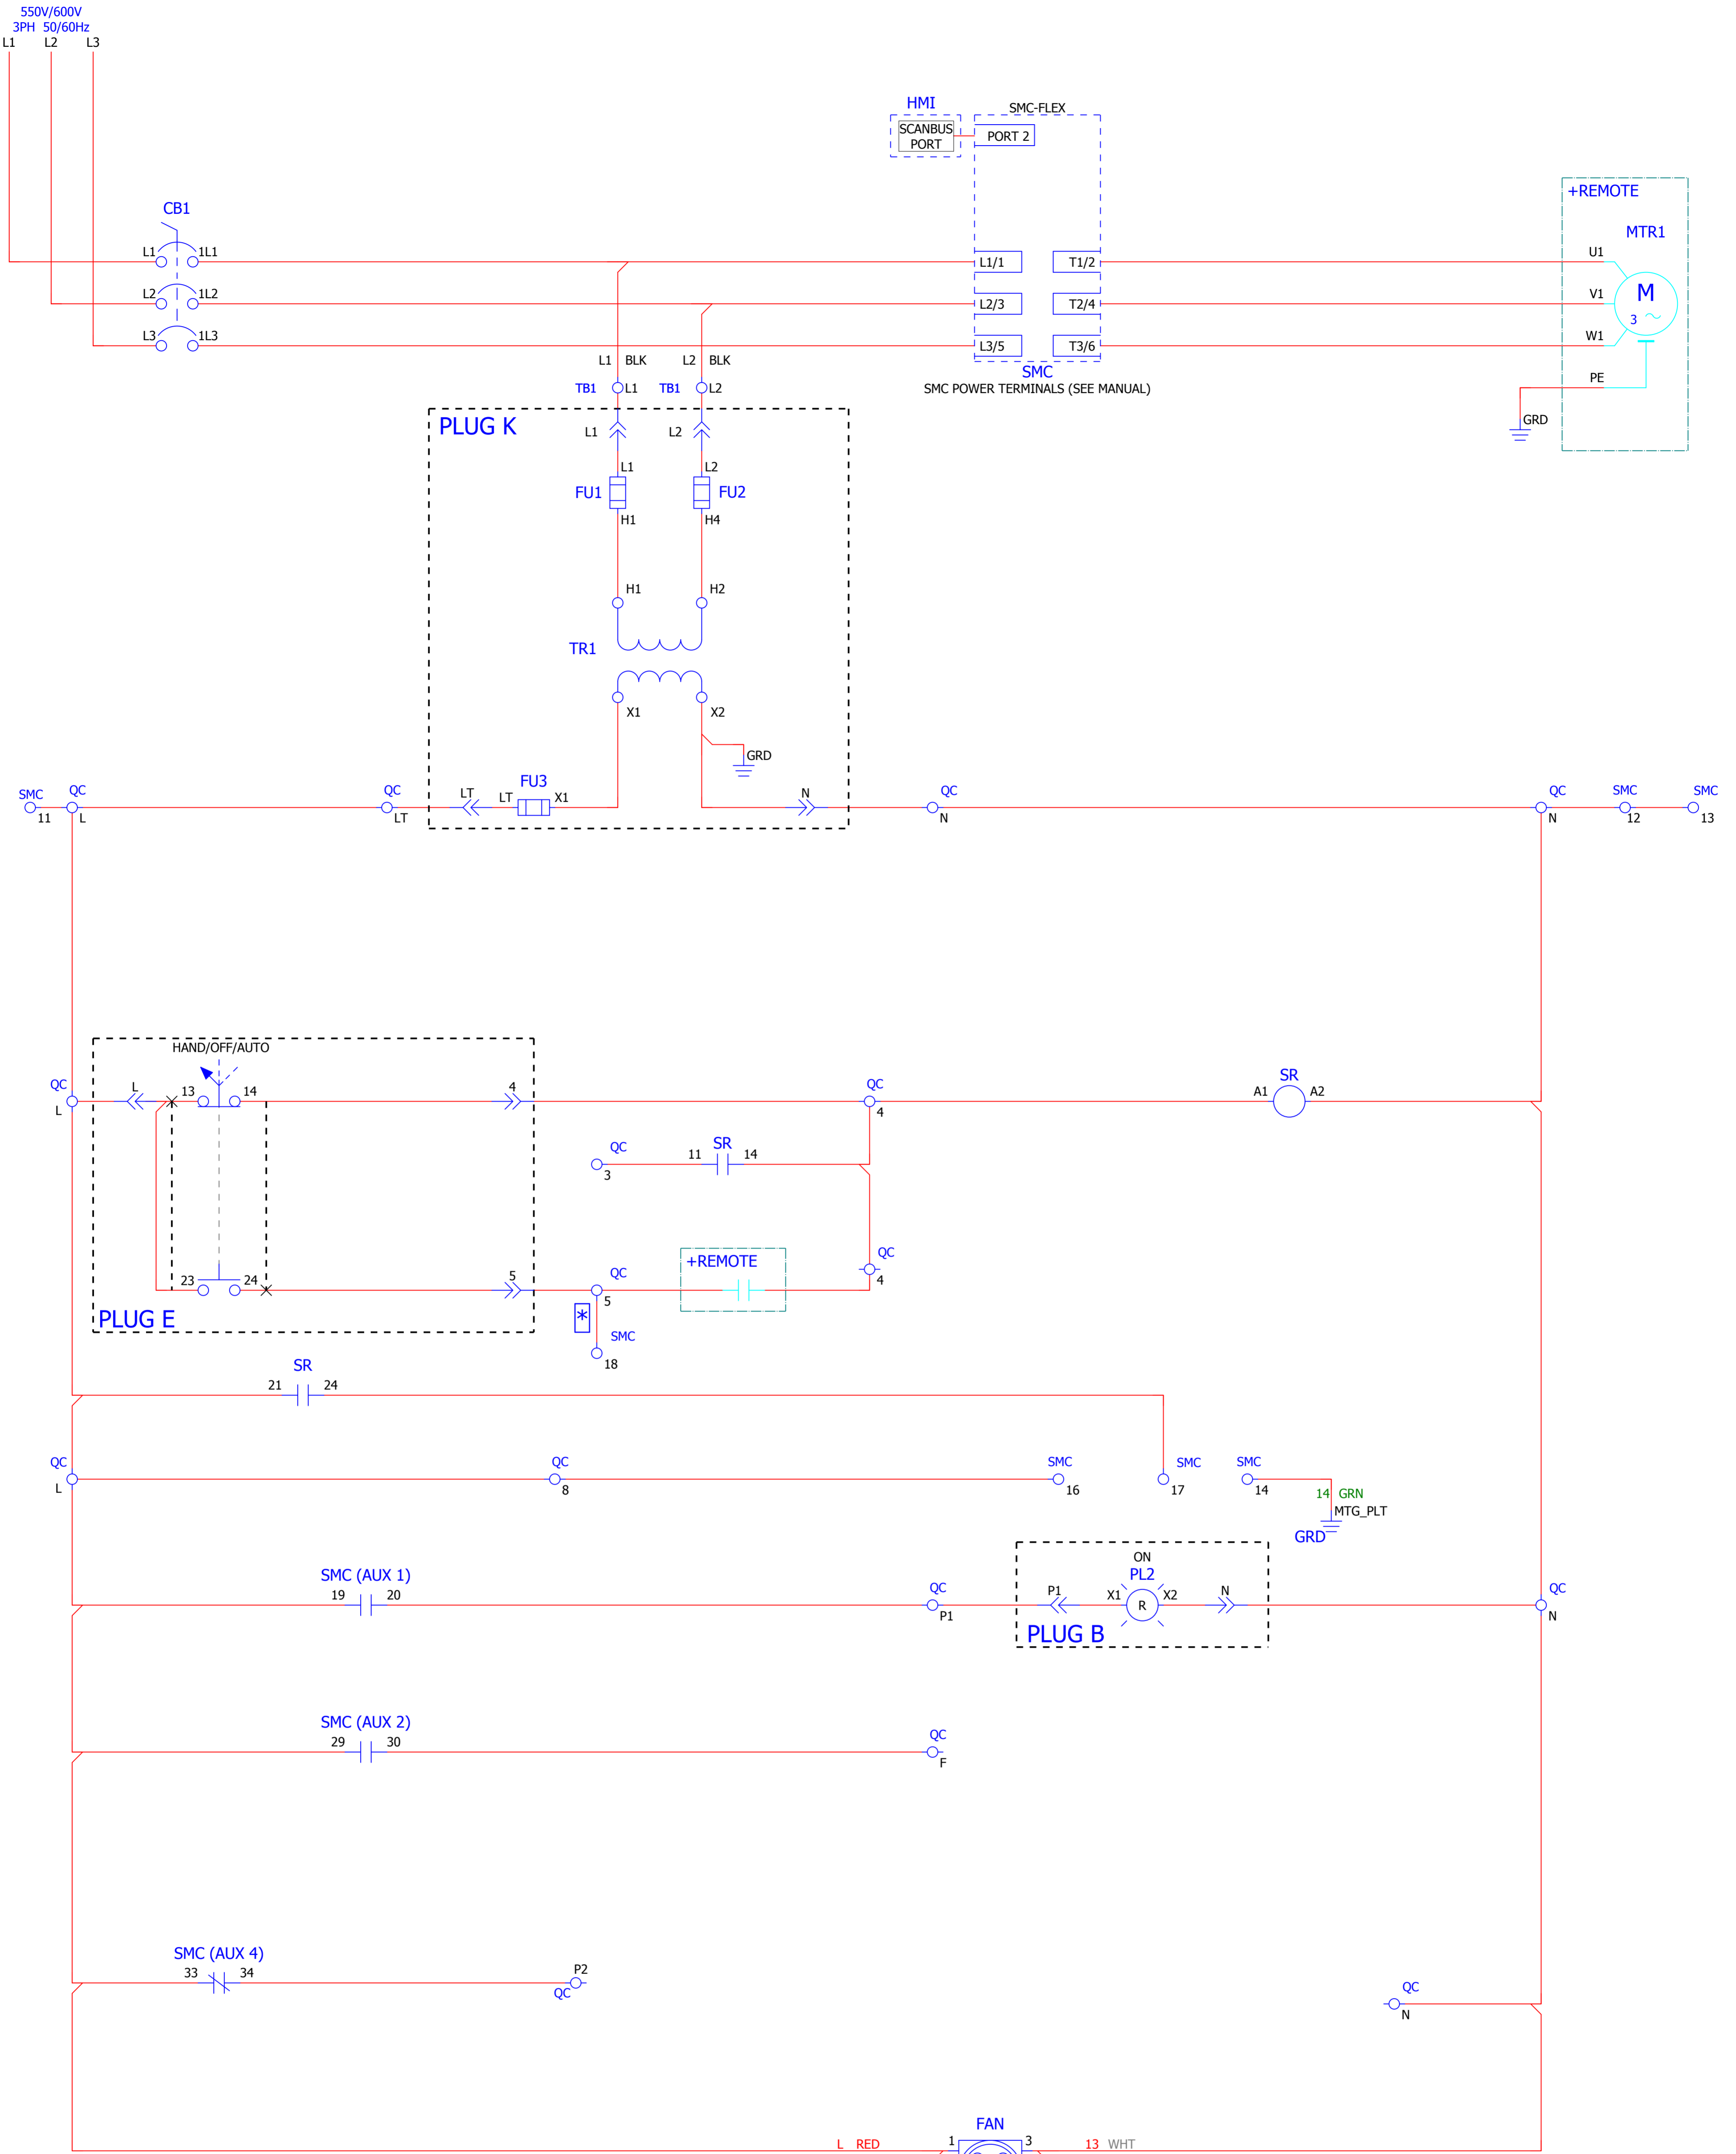 550V/600V
3PH 50/60Hz
L1 L2 L3
HMI
SMC-FLEX
SCANBUS
PORT
PORT 2
+REMOTE
CB1
MTR1
L1 1L1
L1/1 T1/2
U1
L2 1L2
L2/3 T2/4
V1
M
3
L3 1L3
L3/5 T3/6
W1
L1 BLK L2 BLK
SMC
SMC POWER TERMINALS (SEE MANUAL)
PE
TB1 L1 TB1 L2
GRD
PLUG K
L1 L2
L1 L2
FU1 FU2
H1 H4
H1 H2
TR1
X1 X2
GRD
FU3
SMC QC QC LT LT X1 N QC QC SMC SMC
11 L LT N N 12 13
HAND/OFF/AUTO
QC L 13 14 4 QC SR
L 4 A1 A2
QC SR
11 14
3
QC
4
+REMOTE
23 24 5 QC
5
PLUG E
*
SMC
18
SR
21 24
QC QC SMC SMC SMC
L 8 16 17 14
14 GRN
MTG_PLT
GRD
ON
SMC (AUX 1) PL2
19 20 QC P1 X1 X2 N QC
R
P1 N
PLUG B
SMC (AUX 2)
29 30 QC
F
SMC (AUX 4)
33 34 P2
QC
QC
N
FAN
L RED 1 3 13 WHT